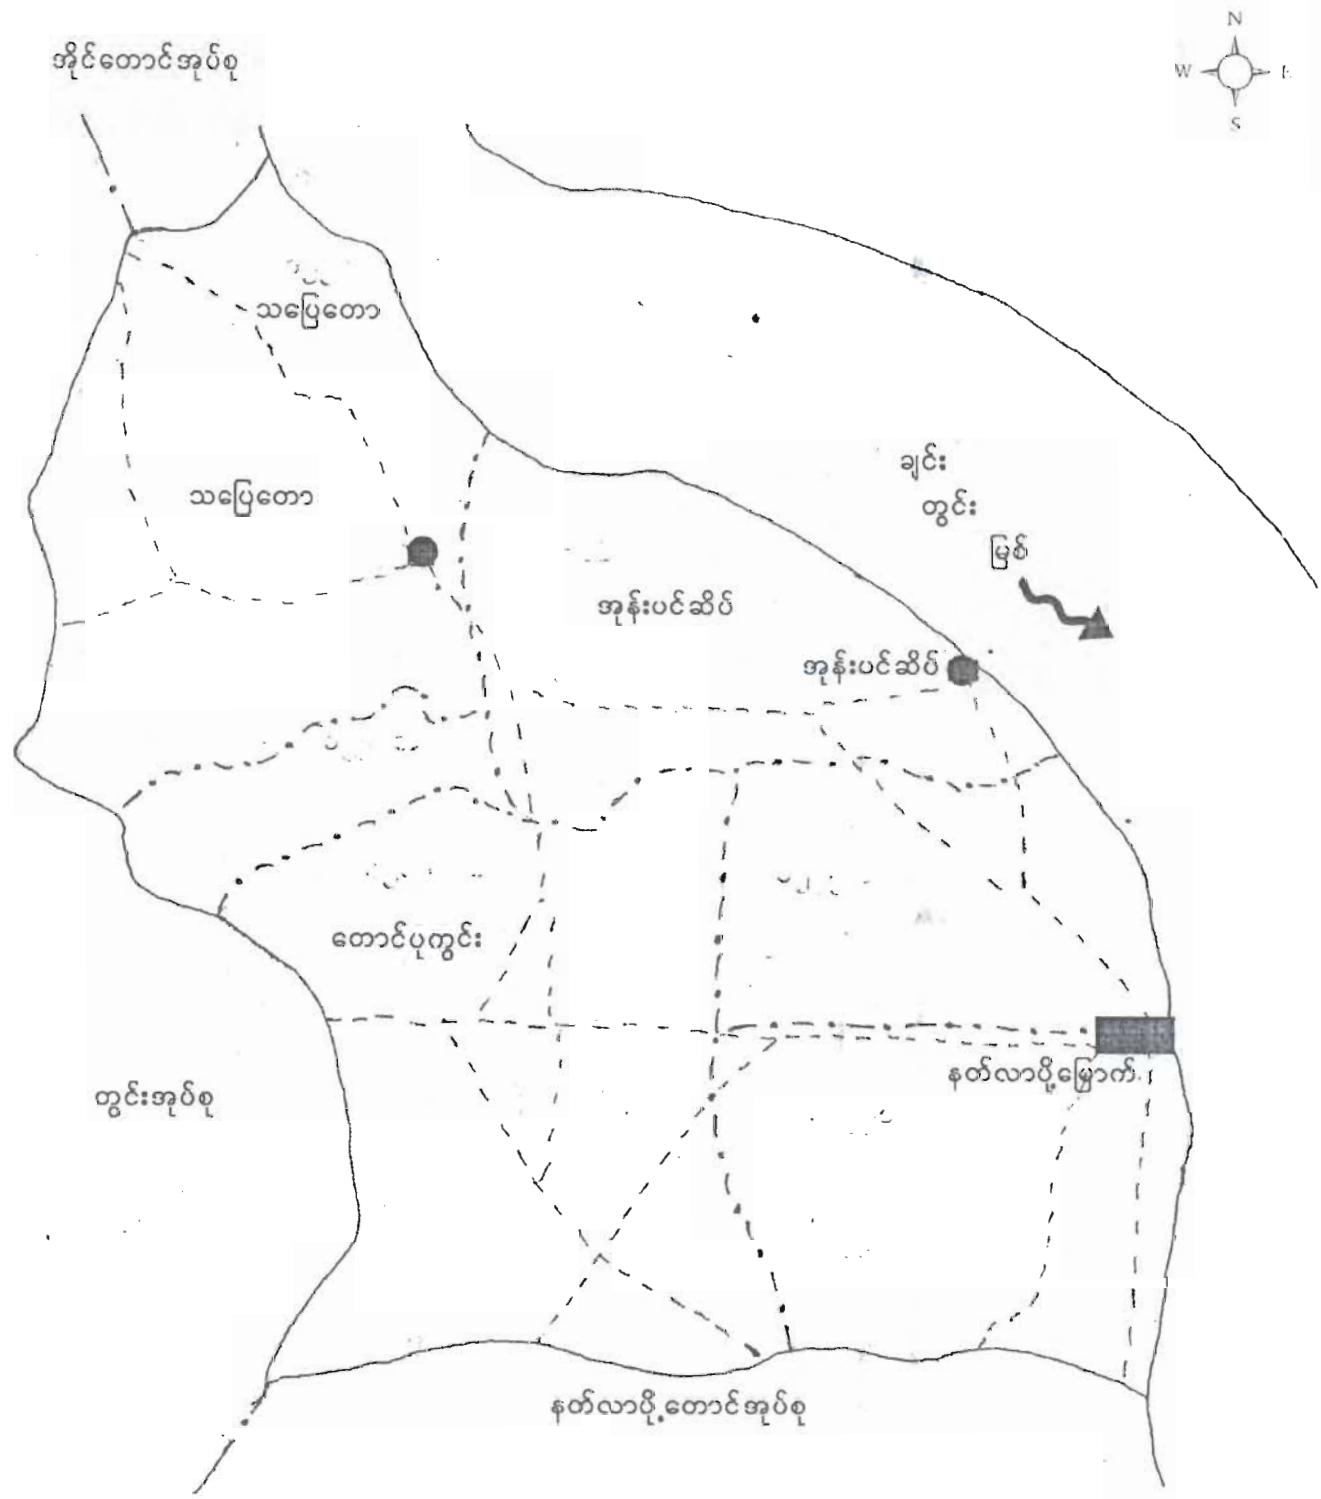 အိုင်တောင်အုပ်စု
N
W
S
သပြေတော
သပြေတော
ချင်း
တွင်း
မြစ်
အုန်းပင်ဆိပ်
အုန်းပင်ဆိပ်
တောင်ပုကွင်း
နတ်လာပို့မြောက်
တွင်းအုပ်စု
နတ်လာပို့တောင်အုပ်စု